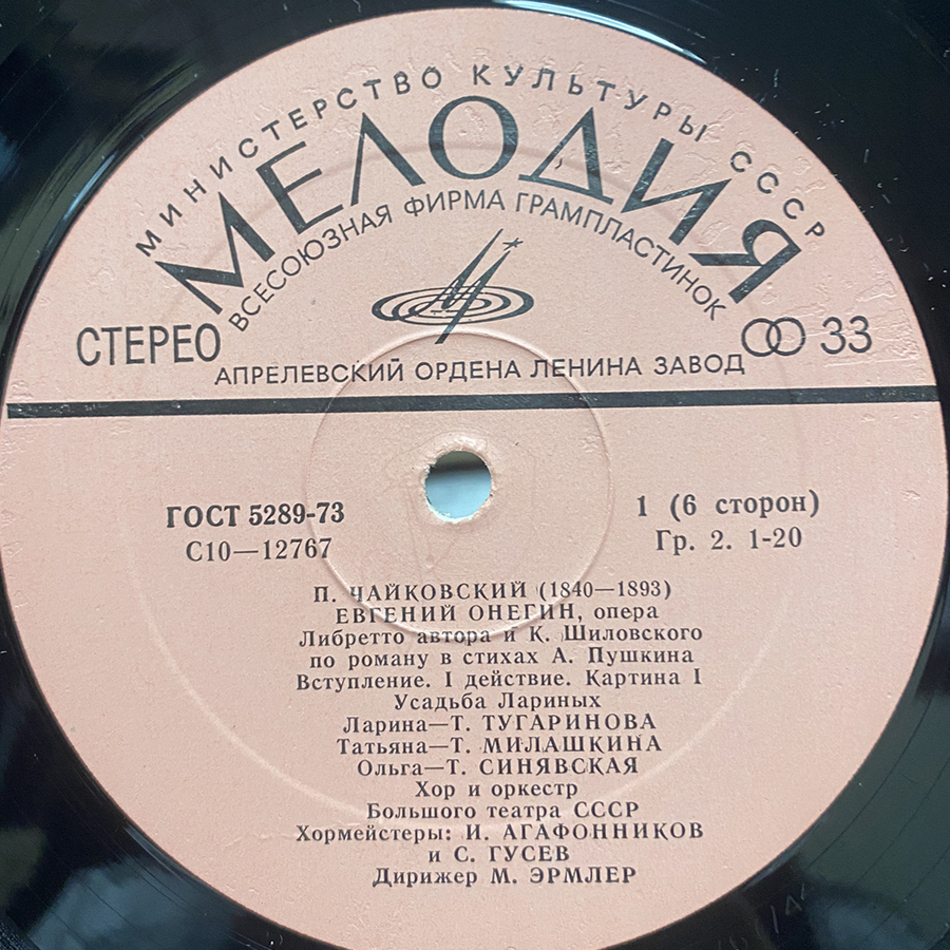 МИНИСТЕРСТВО КУЛЬТУРЫ СССР
МЕЛОДИЯ
ВСЕСОЮЗНАЯ ФИРМА ГРАМПЛАСТИНОК
СТЕРЕО
33
АПРЕЛЕВСКИЙ ОРДЕНА ЛЕНИНА ЗАВОД
ГОСТ 5289-73
1 (6 сторон)
С10—12767
Гр. 2. 1-20
П. ЧАЙКОВСКИЙ (1840—1893)
ЕВГЕНИЙ ОНЕГИН, опера
Либретто автора и К. Шиловского
по роману в стихах А. Пушкина
Вступление. I действие. Картина I
Усадьба Лариных
Ларина—Т. ТУГАРИНОВА
Татьяна—Т. МИЛАШКИНА
Ольга—Т. СИНЯВСКАЯ
Хор и оркестр
Большого театра СССР
Хормейстеры: И. АГАФОННИКОВ
и С. ГУСЕВ
Дирижер М. ЭРМЛЕР